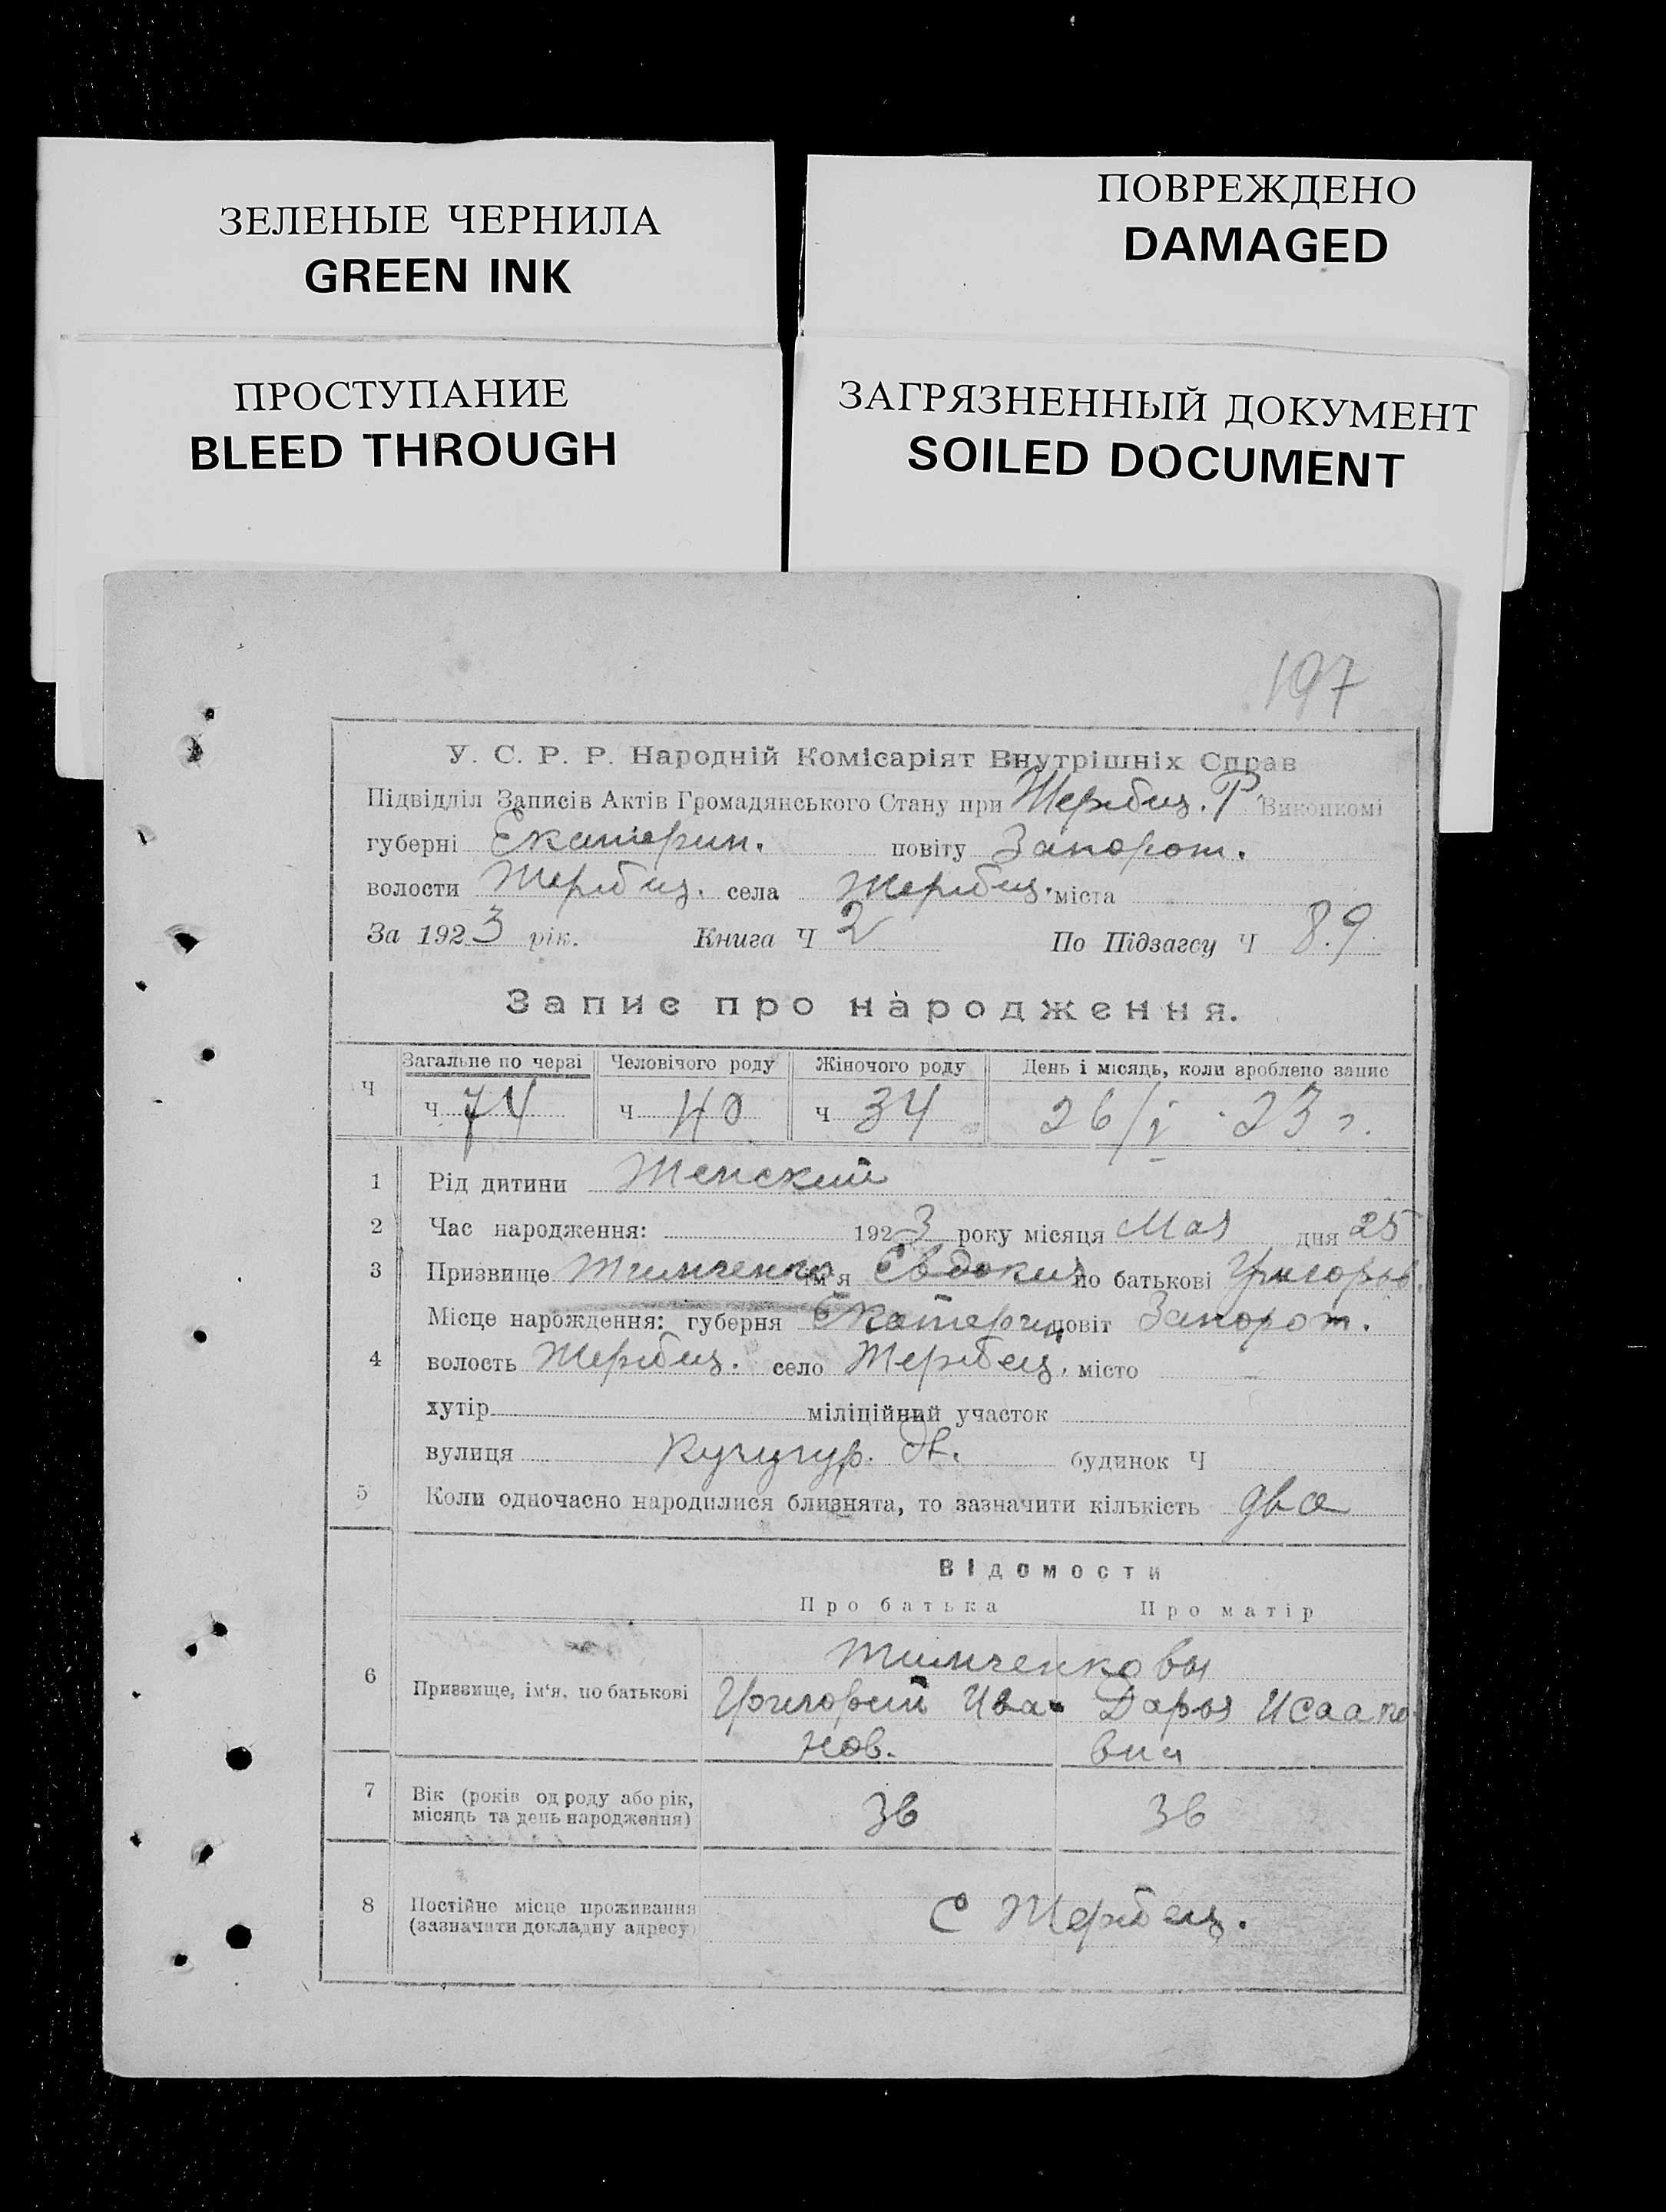 ЗЕЛЕНЫЕ ЧЕРНИЛА
GREEN INK
ПОВРЕЖДЕНО
DAMAGED
ПРОСТУПАНИЕ
BLEED THROUGH
ЗАГРЯЗНЕННЫЙ ДОКУМЕНТ
SOILED DOCUMENT
197
У. С. Р. Р. Народній Комісаріят Внутрішніх Справ
Підвідділ Записів Актів Громадянського Стану при Жеребец. Р. Виконкомі
губерні Екатерин. повіту Запорож.
волости Жеребец. села Жеребец. міста
За 1923 рік. Книга Ч 2 По Підзагсу Ч 89
Запис про народження.
Ч Загальне по черзі Человічого роду Жіночого роду День і місяць, коли зроблено запис
Ч 74 Ч 40 Ч 34 26/V 23 г.
1 Рід дитини Женский
2 Час народження: 1923 року місяця Мая дня 25
3 Призвище Тимченко ім'я Евдокия по батькові Григорьев.
Місце нарождення: губерня Екатерин повіт Запорож.
4 волость Жеребец. село Жеребец. місто
хутір міліційний участок
вулиця Кучугур. будинок Ч
5 Коли одночасно народилися близнята, то зазначити кількість два
Відомости
Про батька Про матір
Тимченковы
6 Призвище, ім'я, по батькові Григорий Ива- Дарья Исаако-
нов. вна
7 Вік (років од роду або рік, місяць та день народження) 36 36
8 Постійне місце проживання (зазначити докладну адресу) С Жеребец.